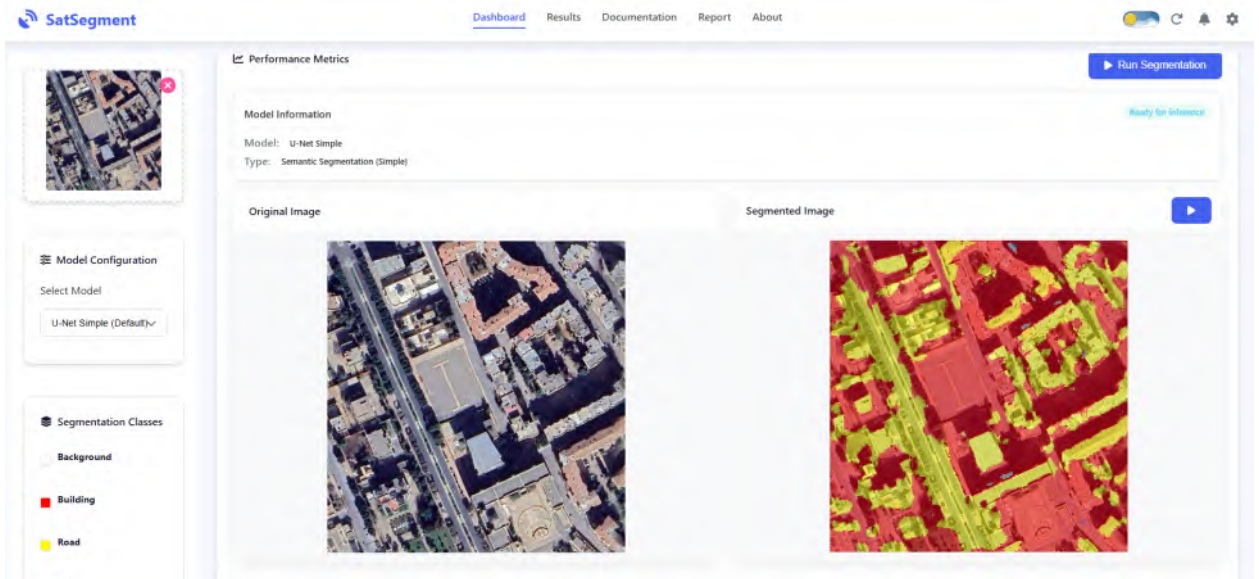 SatSegment
Dashboard Results Documentation Report About
Performance Metrics
Run Segmentation
Model Information
Ready for inference
Model: U-Net Simple
Type: Semantic Segmentation (Simple)
Original Image
Segmented Image
Model Configuration
Select Model
U-Net Simple (Default)
Segmentation Classes
Background
Building
Road